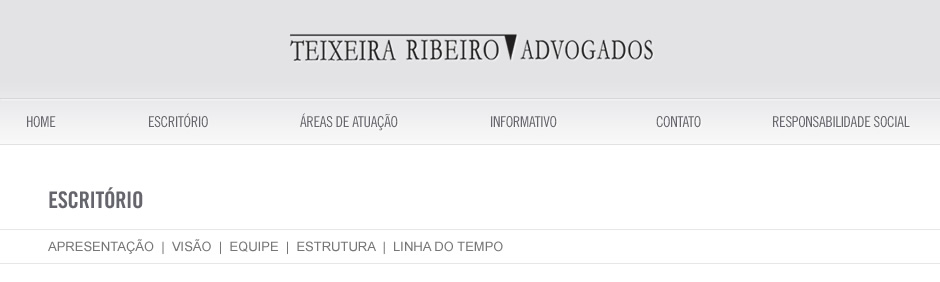 TEIXEIRA RIBEIRO ADVOGADOS
HOME ESCRITÓRIO ÁREAS DE ATUAÇÃO INFORMATIVO CONTATO RESPONSABILIDADE SOCIAL
ESCRITÓRIO
APRESENTAÇÃO | VISÃO | EQUIPE | ESTRUTURA | LINHA DO TEMPO